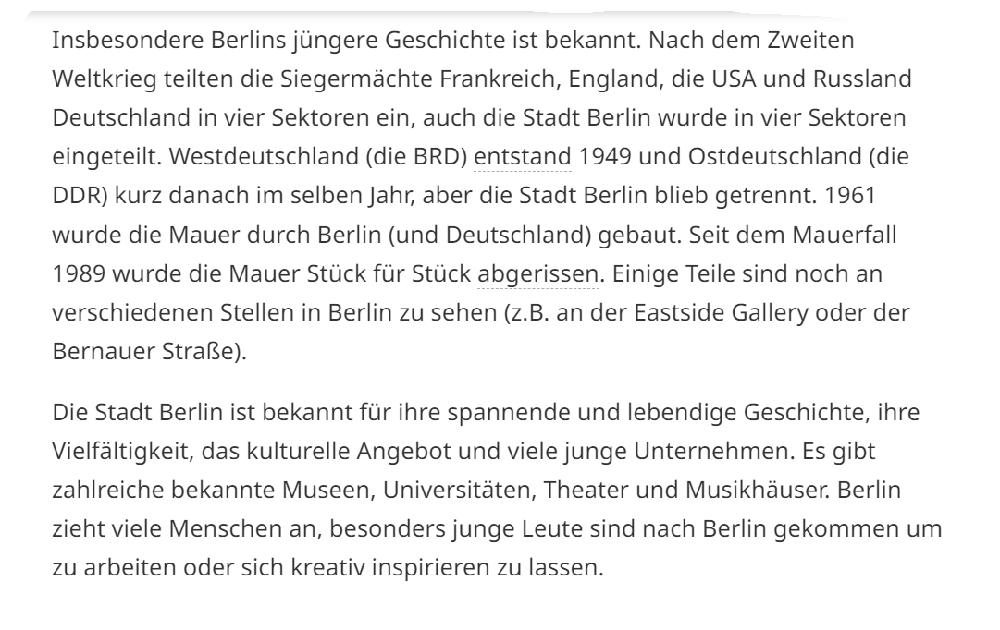 Insbesondere Berlins jüngere Geschichte ist bekannt. Nach dem Zweiten
Weltkrieg teilten die Siegermächte Frankreich, England, die USA und Russland
Deutschland in vier Sektoren ein, auch die Stadt Berlin wurde in vier Sektoren
eingeteilt. Westdeutschland (die BRD) entstand 1949 und Ostdeutschland (die
DDR) kurz danach im selben Jahr, aber die Stadt Berlin blieb getrennt. 1961
wurde die Mauer durch Berlin (und Deutschland) gebaut. Seit dem Mauerfall
1989 wurde die Mauer Stück für Stück abgerissen. Einige Teile sind noch an
verschiedenen Stellen in Berlin zu sehen (z.B. an der Eastside Gallery oder der
Bernauer Straße).
Die Stadt Berlin ist bekannt für ihre spannende und lebendige Geschichte, ihre
Vielfältigkeit, das kulturelle Angebot und viele junge Unternehmen. Es gibt
zahlreiche bekannte Museen, Universitäten, Theater und Musikhäuser. Berlin
zieht viele Menschen an, besonders junge Leute sind nach Berlin gekommen um
zu arbeiten oder sich kreativ inspirieren zu lassen.